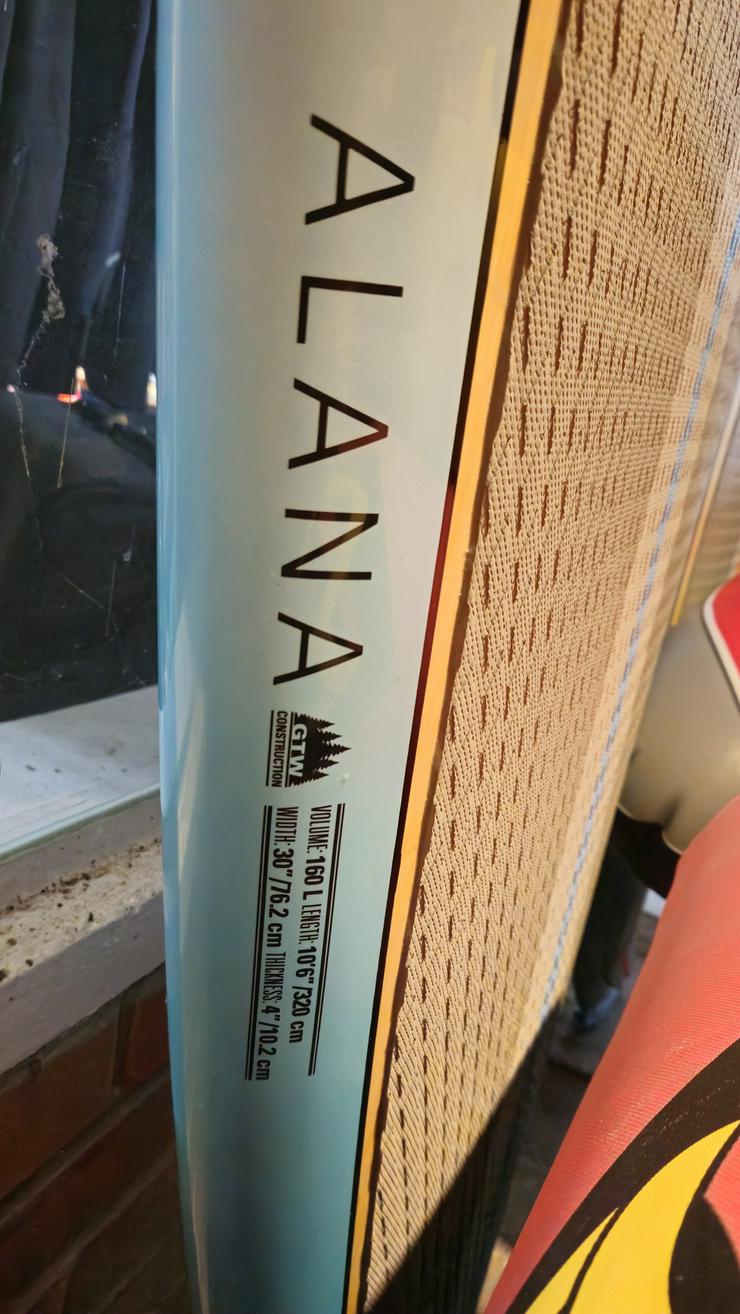 ALANA
GTW
CONSTRUCTION
VOLUME: 160 L LENGTH: 10'6"/320 cm
WIDTH: 30"/76.2 cm THICKNESS: 4"/10.2 cm